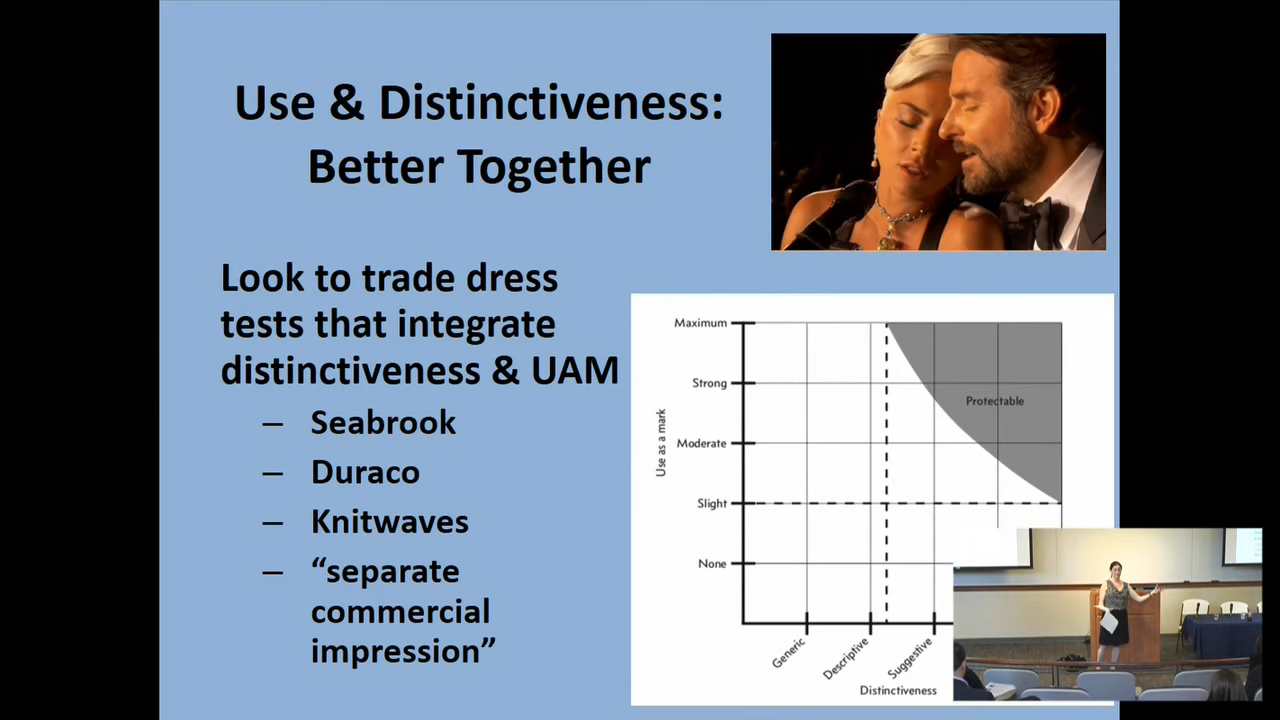 Use & Distinctiveness:
Better Together
Look to trade dress
tests that integrate
distinctiveness & UAM
– Seabrook
– Duraco
– Knitwaves
– “separate
commercial
impression”
Maximum
Strong
Moderate
Slight
None
Use as a mark
Protectable
Generic
Descriptive
Suggestive
Distinctiveness